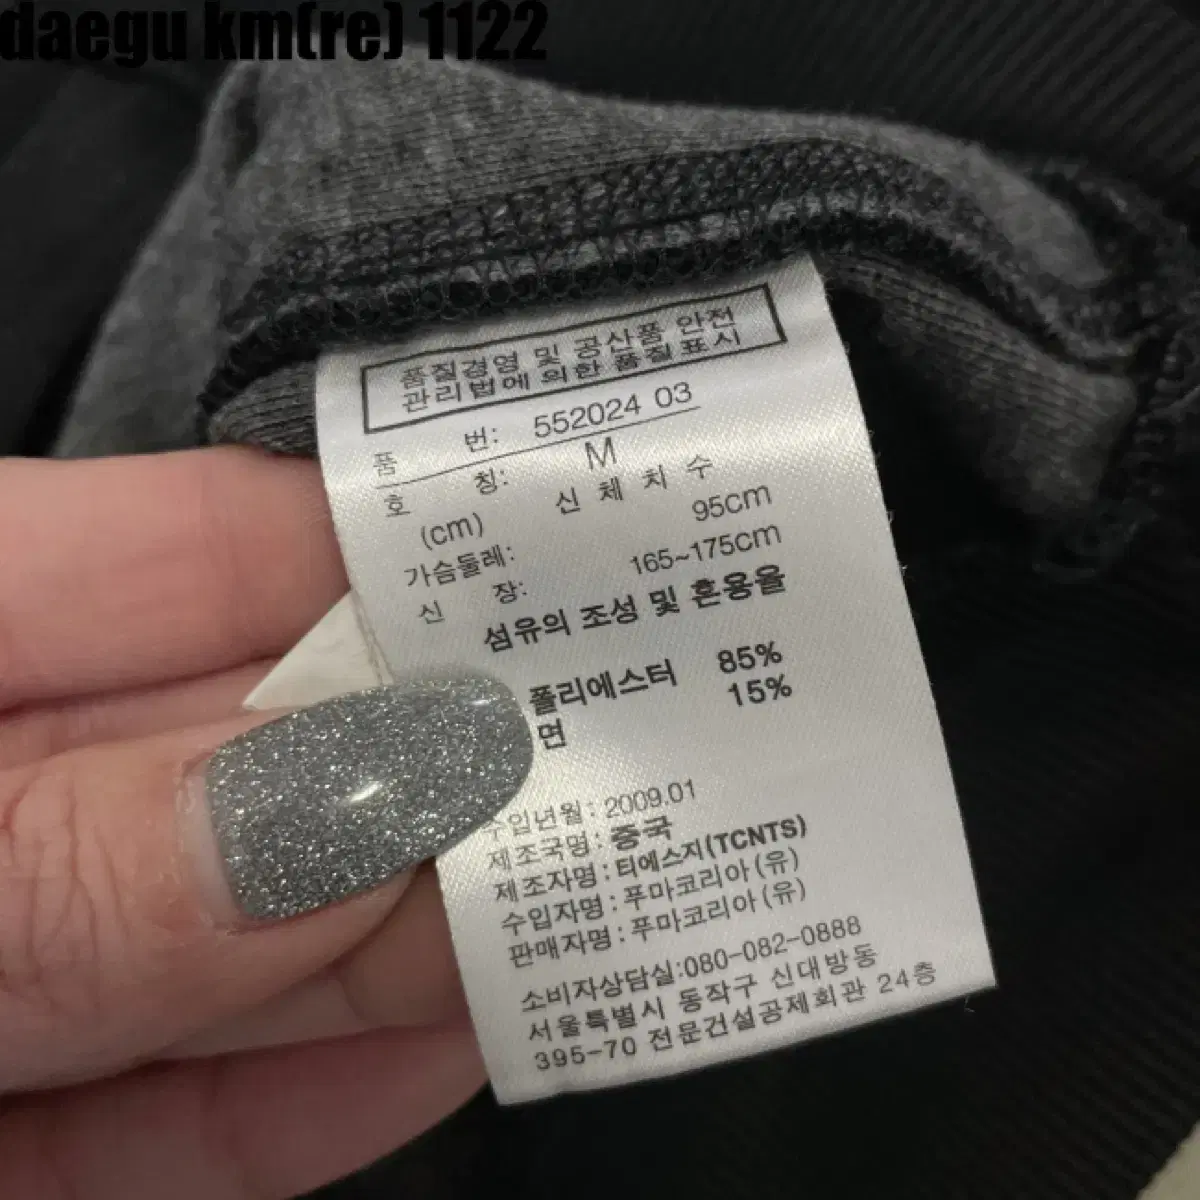 daegu km(re) 1122
품질경영 및 공산품 안전
관리법에 의한 품질표시
품 번: 552024 03
호 칭: M
신 체 치 수
(cm)
가슴둘레: 95cm
신 장: 165~175cm
섬유의 조성 및 혼용율
폴리에스터 85%
면 15%
수입년월: 2009.01
제조국명: 중국
제조자명: 티에스지(TCNTS)
수입자명: 푸마코리아(유)
판매자명: 푸마코리아(유)
소비자상담실:080-082-0888
서울특별시 동작구 신대방동
395-70 전문건설공제회관 24층